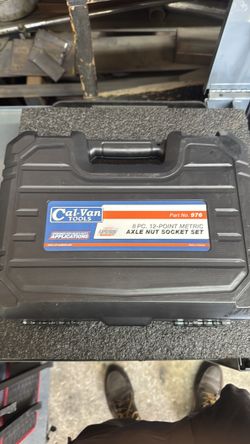 Cal-Van
TOOLS
Part No. 976
8 PC. 12-POINT METRIC
AXLE NUT SOCKET SET
APPLICATIONS